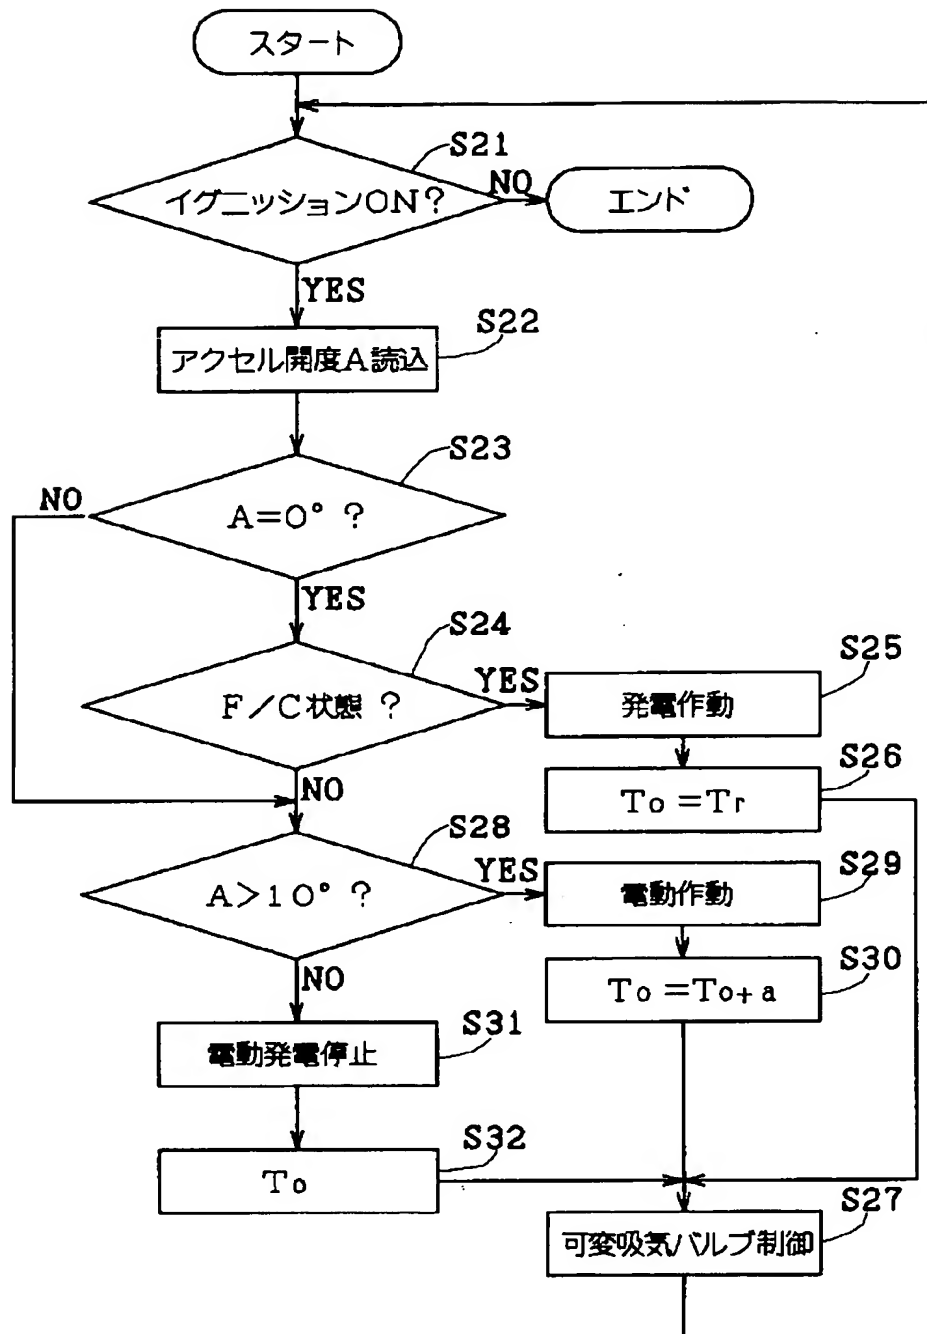 スタート
S21
イグニッションON?
NO
エンド
YES
S22
アクセル開度A読込
S23
NO
A=0°?
YES
S24
F/C状態?
YES
S25
発電作動
S26
To=Tr
NO
S28
A>10°?
YES
S29
電動作動
S30
To=To+a
NO
S31
電動発電停止
S32
To
S27
可変吸気バルブ制御